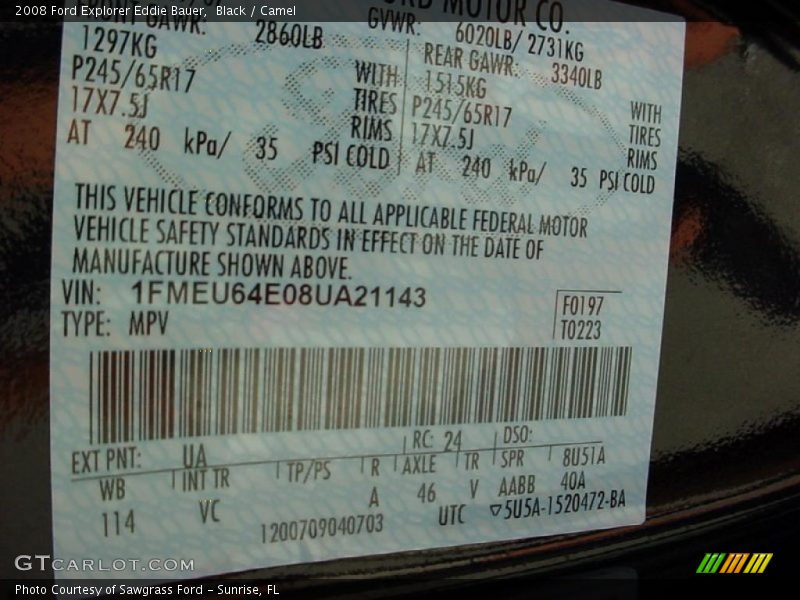 2008 Ford Explorer Eddie Bauer,  Black / Camel
FORD MOTOR CO.
FRONT GAWR: 2860LB GVWR: 6020LB/ 2731KG
1297KG REAR GAWR: 3340LB
P245/65R17 WITH 1515KG WITH
17X7.5J TIRES P245/65R17 TIRES
RIMS 17X7.5J RIMS
AT 240 kPa/ 35 PSI COLD AT 240 kPa/ 35 PSI COLD
THIS VEHICLE CONFORMS TO ALL APPLICABLE FEDERAL MOTOR
VEHICLE SAFETY STANDARDS IN EFFECT ON THE DATE OF
MANUFACTURE SHOWN ABOVE.
VIN: 1FMEU64E08UA21143
TYPE: MPV
F0197
T0223
EXT PNT: UA RC: 24 DSO:
WB INT TR TP/PS R AXLE TR SPR 8U51A
114 VC A 46 V AABB 40A
1200709040703 UTC ▽5U5A-1520472-BA
GTCARLOT.COM
Photo Courtesy of Sawgrass Ford - Sunrise, FL